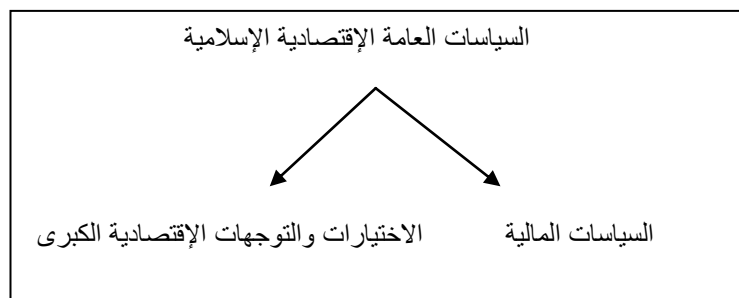 السياسات العامة الإقتصادية الإسلامية
السياسات المالية
الاختيارات والتوجهات الإقتصادية الكبرى